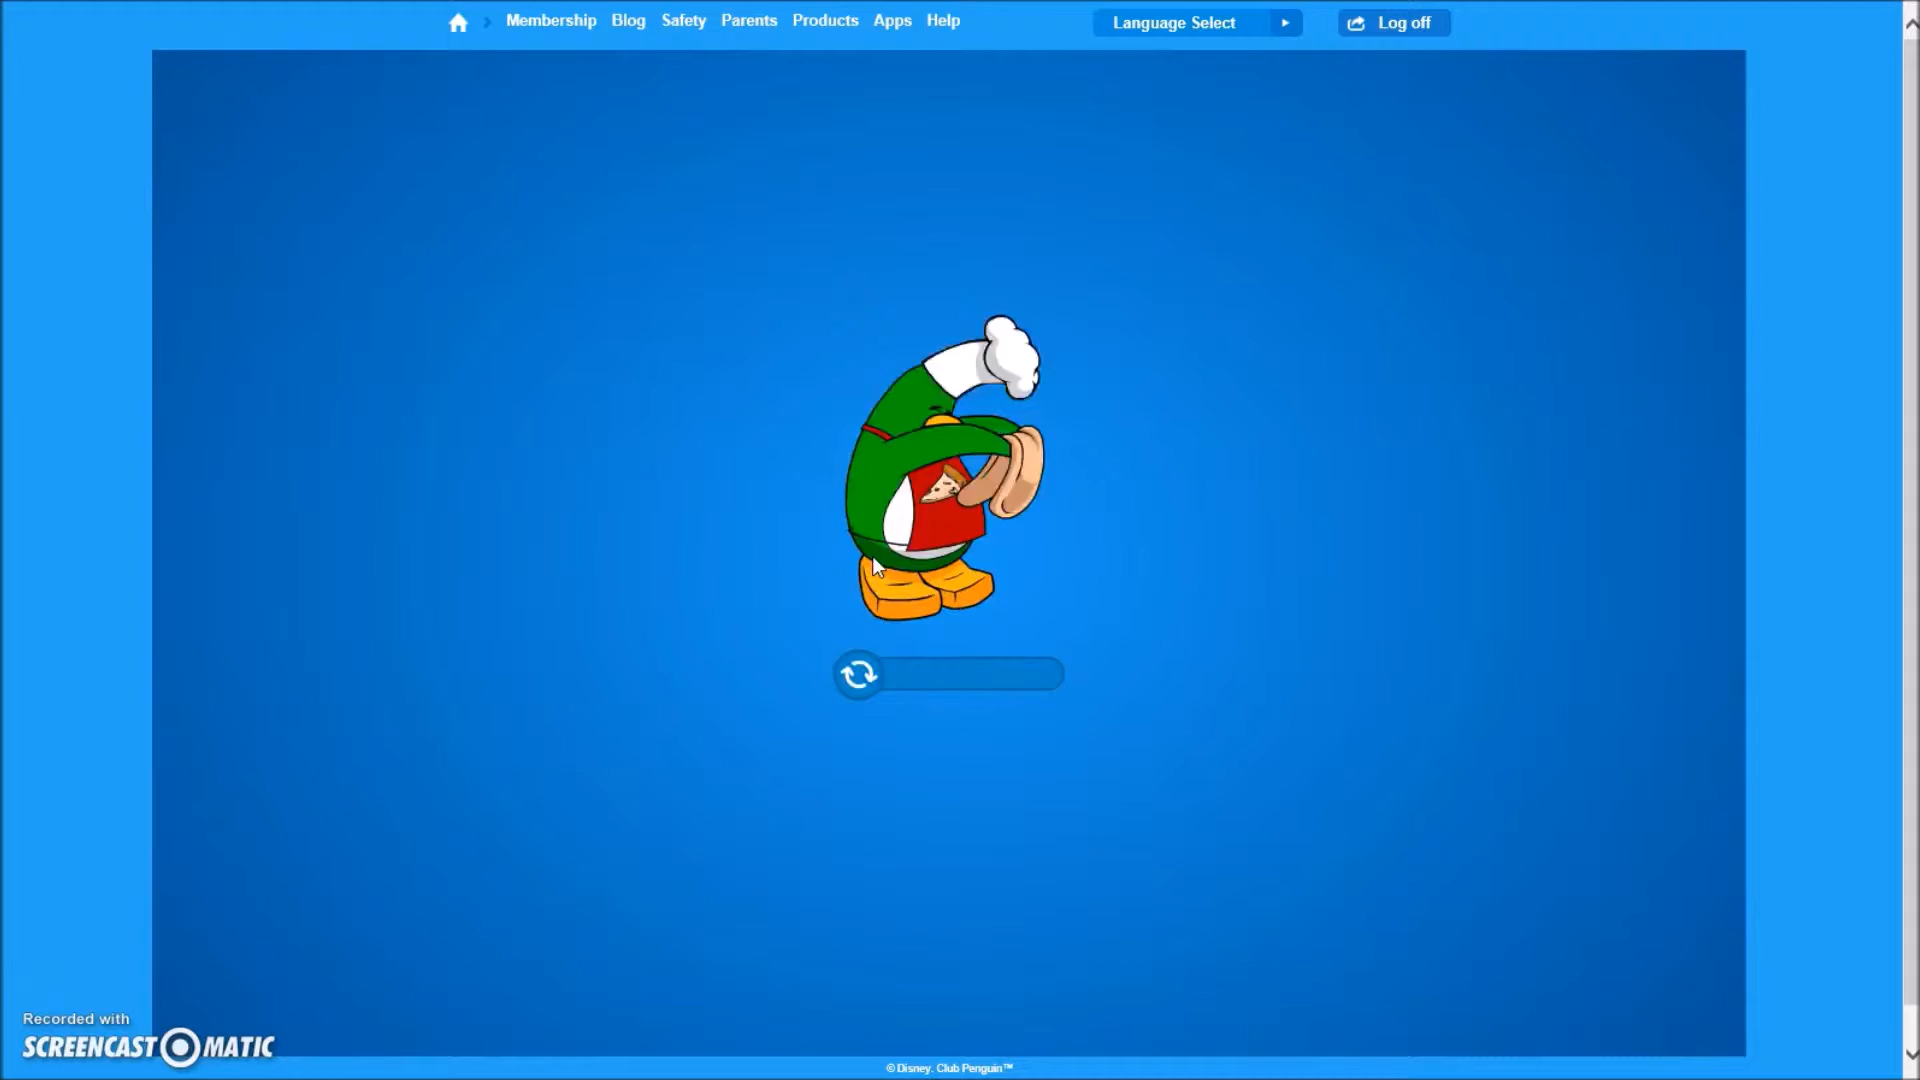 Membership Blog Safety Parents Products Apps Help Language Select Log off
Recorded with
SCREENCAST MATIC
© Disney. Club Penguin™